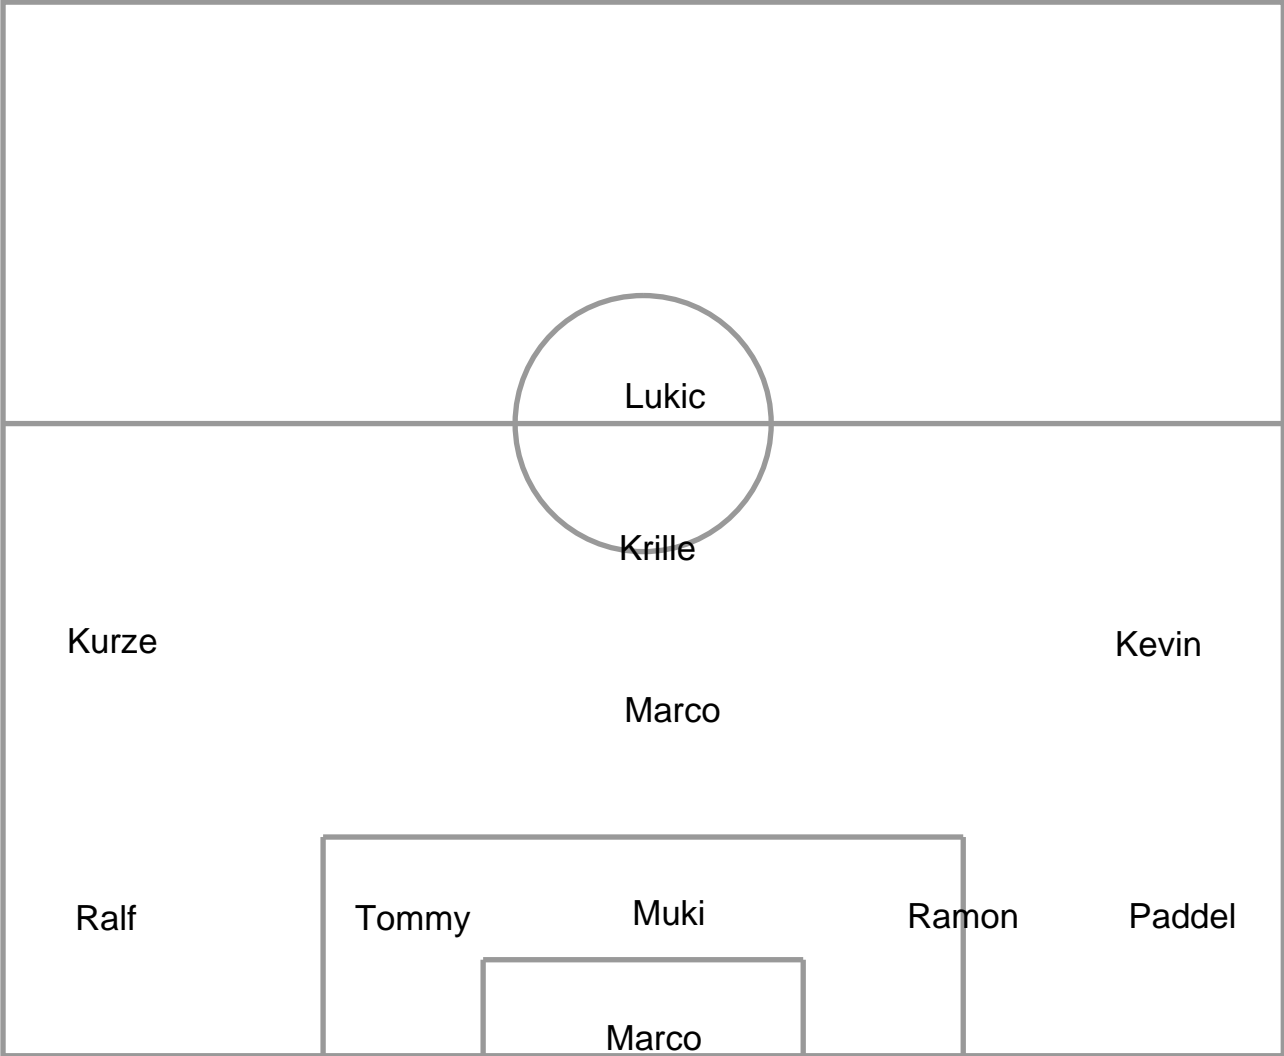 Lukic
Krille
Kurze
Kevin
Marco
Ralf
Tommy
Muki
Ramon
Paddel
Marco